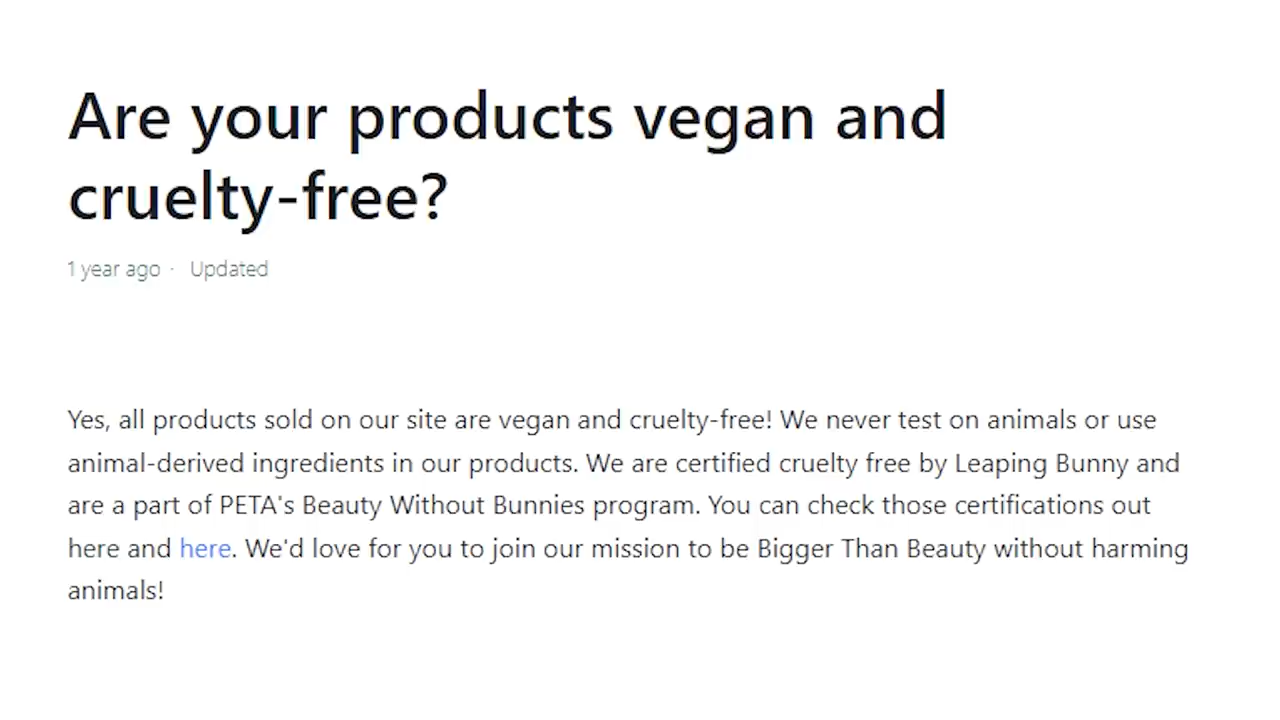 Are your products vegan and
cruelty-free?
1 year ago · Updated
Yes, all products sold on our site are vegan and cruelty-free! We never test on animals or use
animal-derived ingredients in our products. We are certified cruelty free by Leaping Bunny and
are a part of PETA's Beauty Without Bunnies program. You can check those certifications out
here and here. We'd love for you to join our mission to be Bigger Than Beauty without harming
animals!